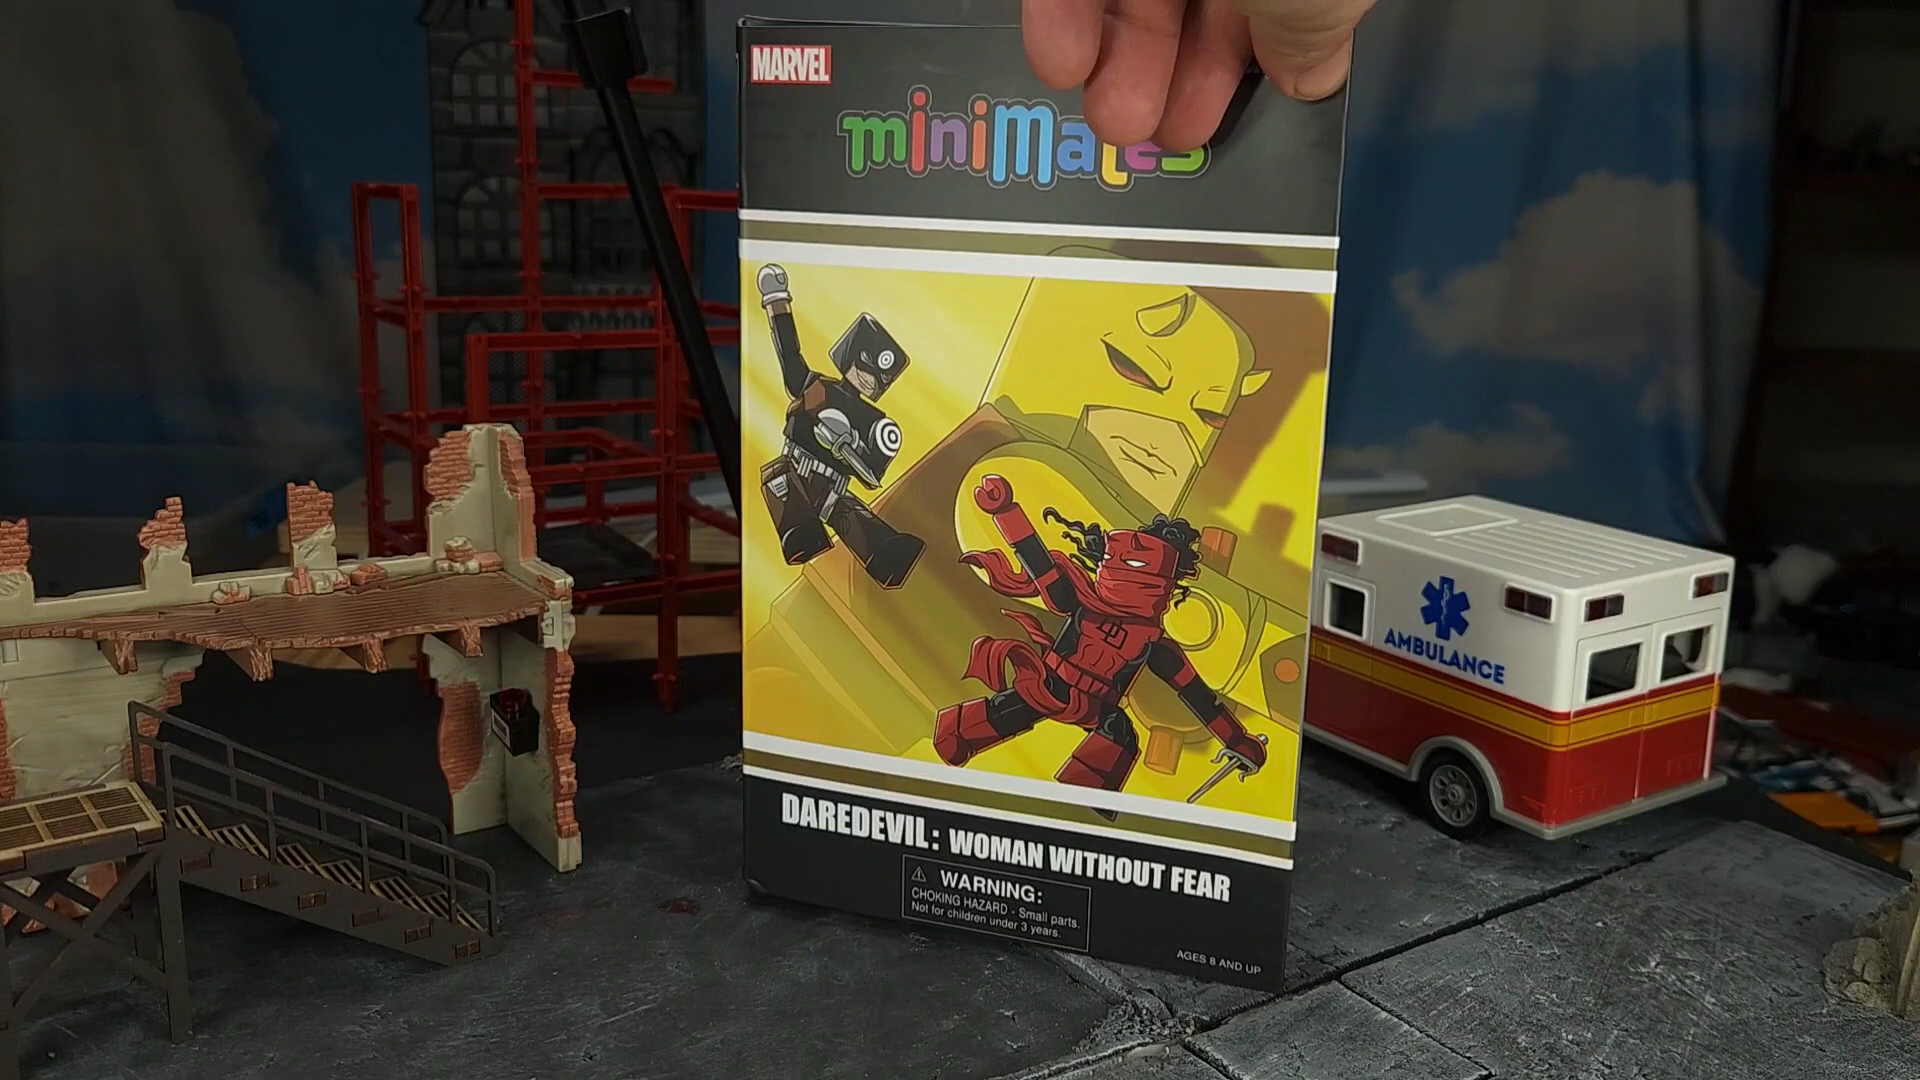 MARVEL
miniMates
DAREDEVIL: WOMAN WITHOUT FEAR
WARNING:
CHOKING HAZARD - Small parts.
Not for children under 3 years.
AGES 8 AND UP
DD
AMBULANCE